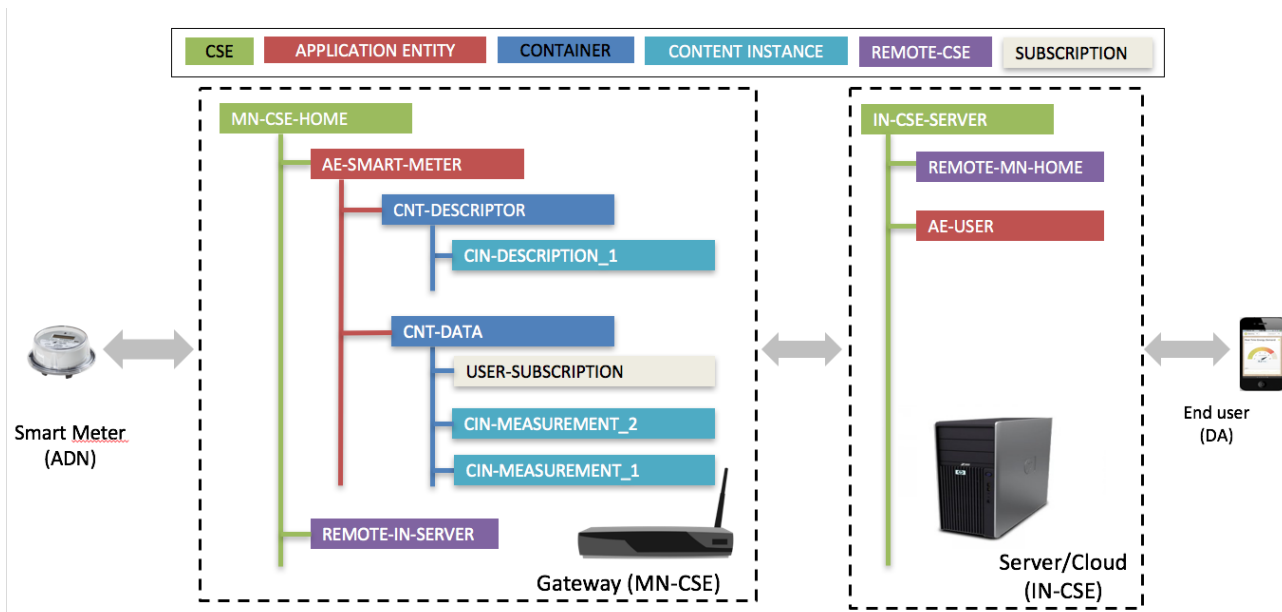 CSE
APPLICATION ENTITY
CONTAINER
CONTENT INSTANCE
REMOTE-CSE
SUBSCRIPTION
MN-CSE-HOME
AE-SMART-METER
CNT-DESCRIPTOR
CIN-DESCRIPTION_1
CNT-DATA
USER-SUBSCRIPTION
CIN-MEASUREMENT_2
CIN-MEASUREMENT_1
REMOTE-IN-SERVER
Gateway (MN-CSE)
IN-CSE-SERVER
REMOTE-MN-HOME
AE-USER
Server/Cloud
(IN-CSE)
Smart Meter
(ADN)
End user
(DA)